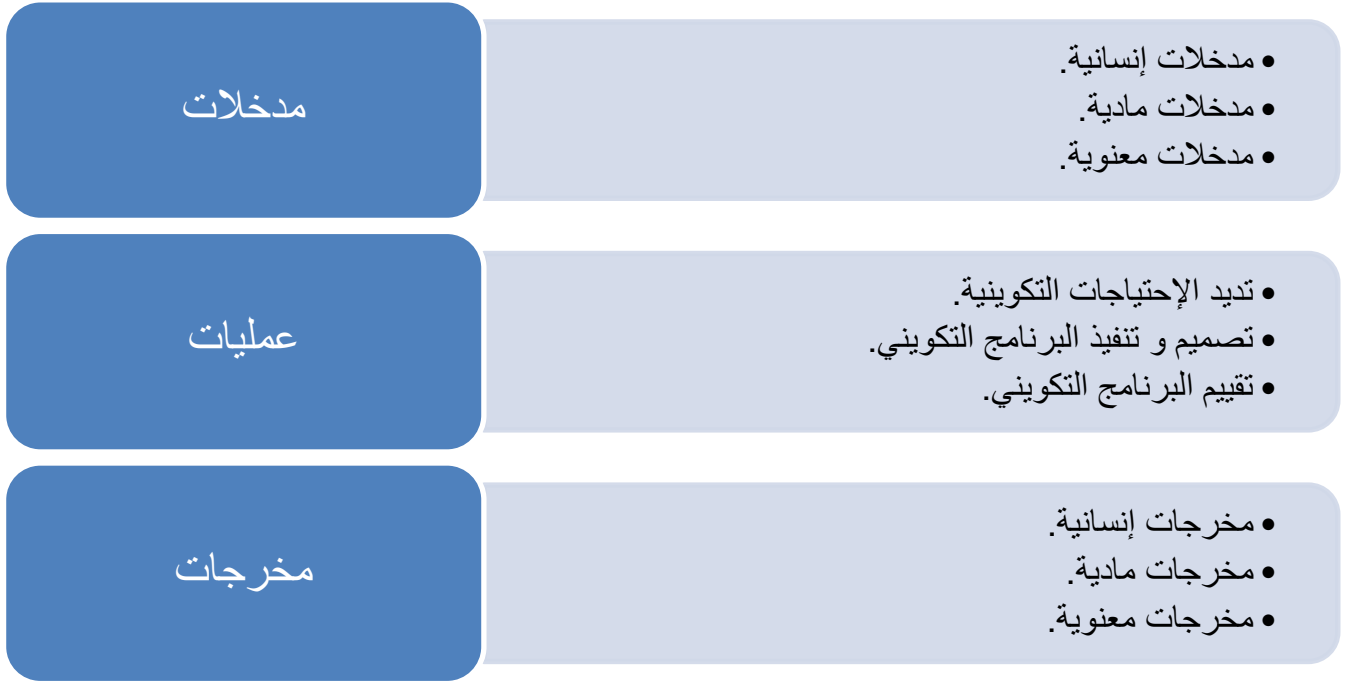 مدخلات
• مدخلات إنسانية.
• مدخلات مادية.
• مدخلات معنوية.
عمليات
• تديد الإحتياجات التكوينية.
• تصميم و تنفيذ البرنامج التكويني.
• تقييم البرنامج التكويني.
مخرجات
• مخرجات إنسانية.
• مخرجات مادية.
• مخرجات معنوية.